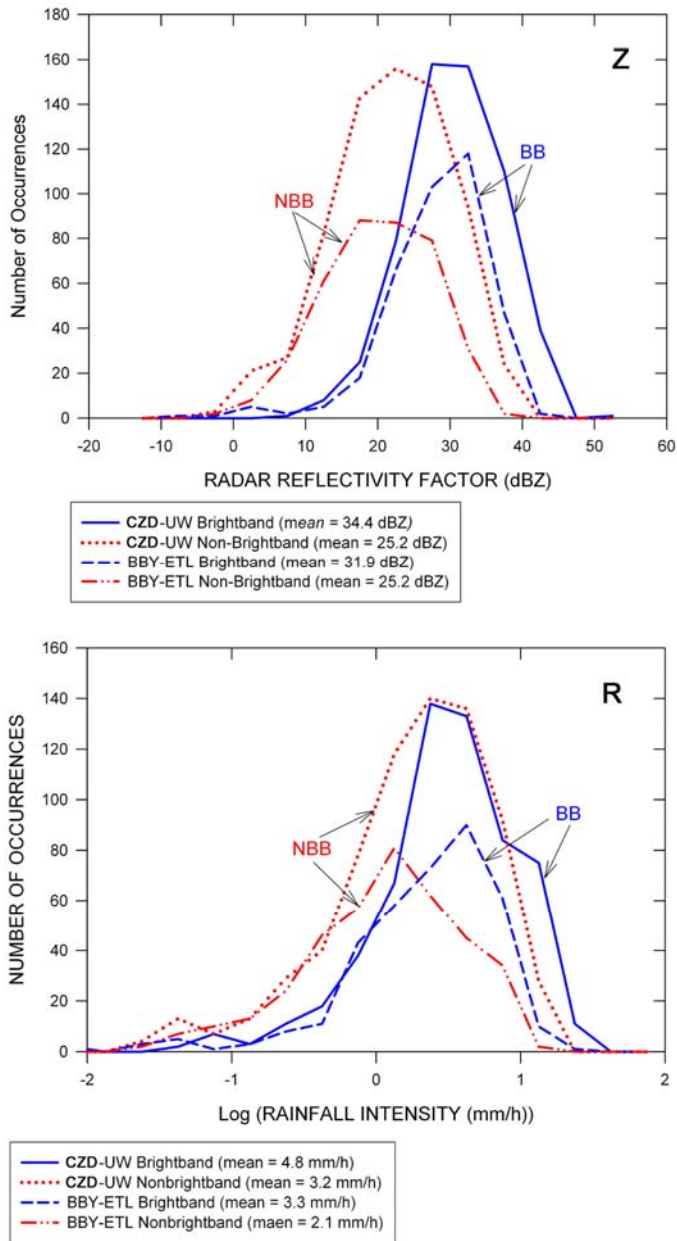 180
160
140
120
100
80
60
40
20
0
Number of Occurrences
Z
BB
NBB
-20 -10 0 10 20 30 40 50 60
RADAR REFLECTIVITY FACTOR (dBZ)
CZD-UW Brightband (mean = 34.4 dBZ)
CZD-UW Non-Brightband (mean = 25.2 dBZ)
BBY-ETL Brightband (mean = 31.9 dBZ)
BBY-ETL Non-Brightband (mean = 25.2 dBZ)
160
140
120
100
80
60
40
20
0
NUMBER OF OCCURRENCES
R
BB
NBB
-2 -1 0 1 2
Log (RAINFALL INTENSITY (mm/h))
CZD-UW Brightband (mean = 4.8 mm/h)
CZD-UW Nonbrightband (mean = 3.2 mm/h)
BBY-ETL Brightband (mean = 3.3 mm/h)
BBY-ETL Nonbrightband (maen = 2.1 mm/h)